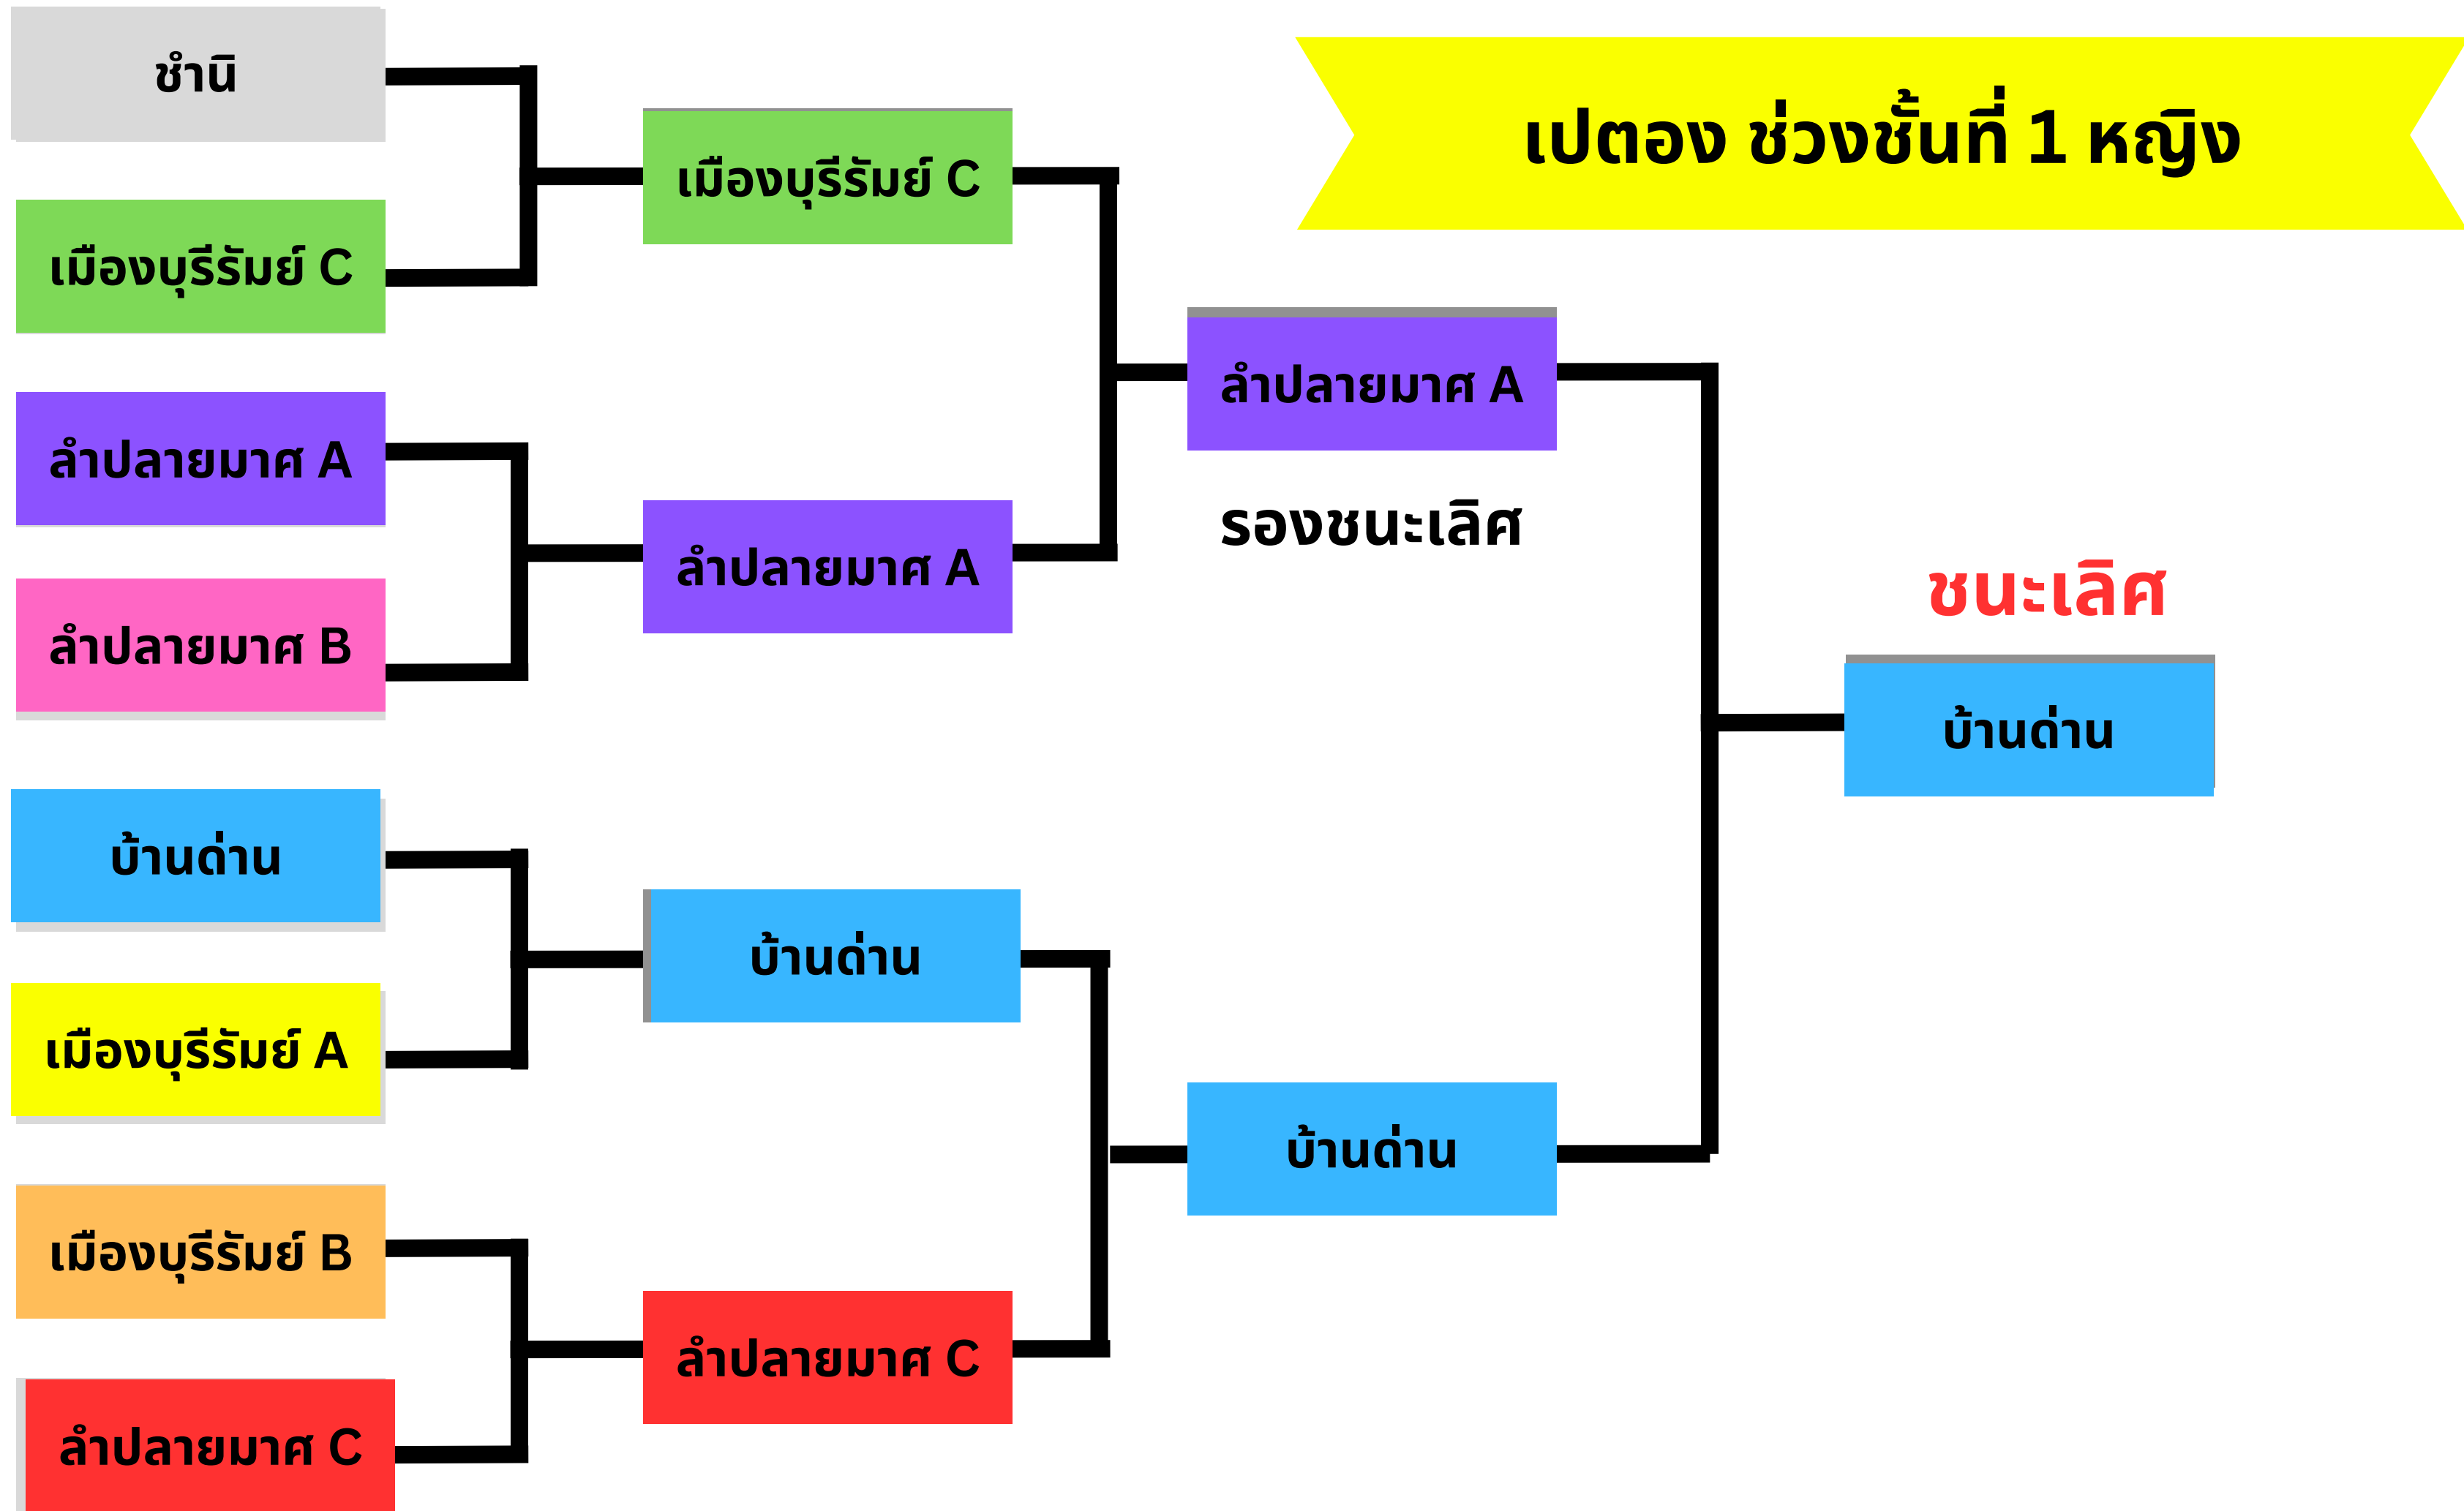 ชำนิ
เมืองบุรีรัมย์ C
ลำปลายมาศ A
ลำปลายมาศ B
บ้านด่าน
เมืองบุรีรัมย์ A
เมืองบุรีรัมย์ B
ลำปลายมาศ C
เมืองบุรีรัมย์ C
ลำปลายมาศ A
บ้านด่าน
ลำปลายมาศ C
เปตอง ช่วงชั้นที่ 1 หญิง
ลำปลายมาศ A
รองชนะเลิศ
บ้านด่าน
ชนะเลิศ
บ้านด่าน